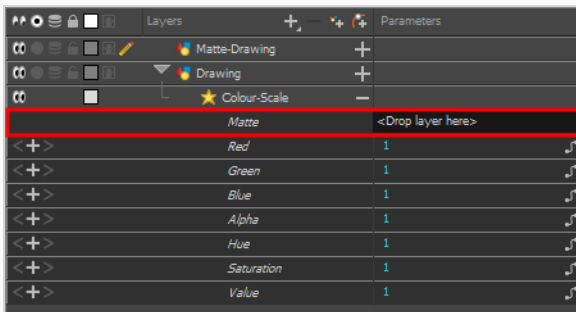 Layers Parameters
Matte-Drawing
Drawing
Colour-Scale
Matte <Drop layer here>
Red 1
Green 1
Blue 1
Alpha 1
Hue 1
Saturation 1
Value 1